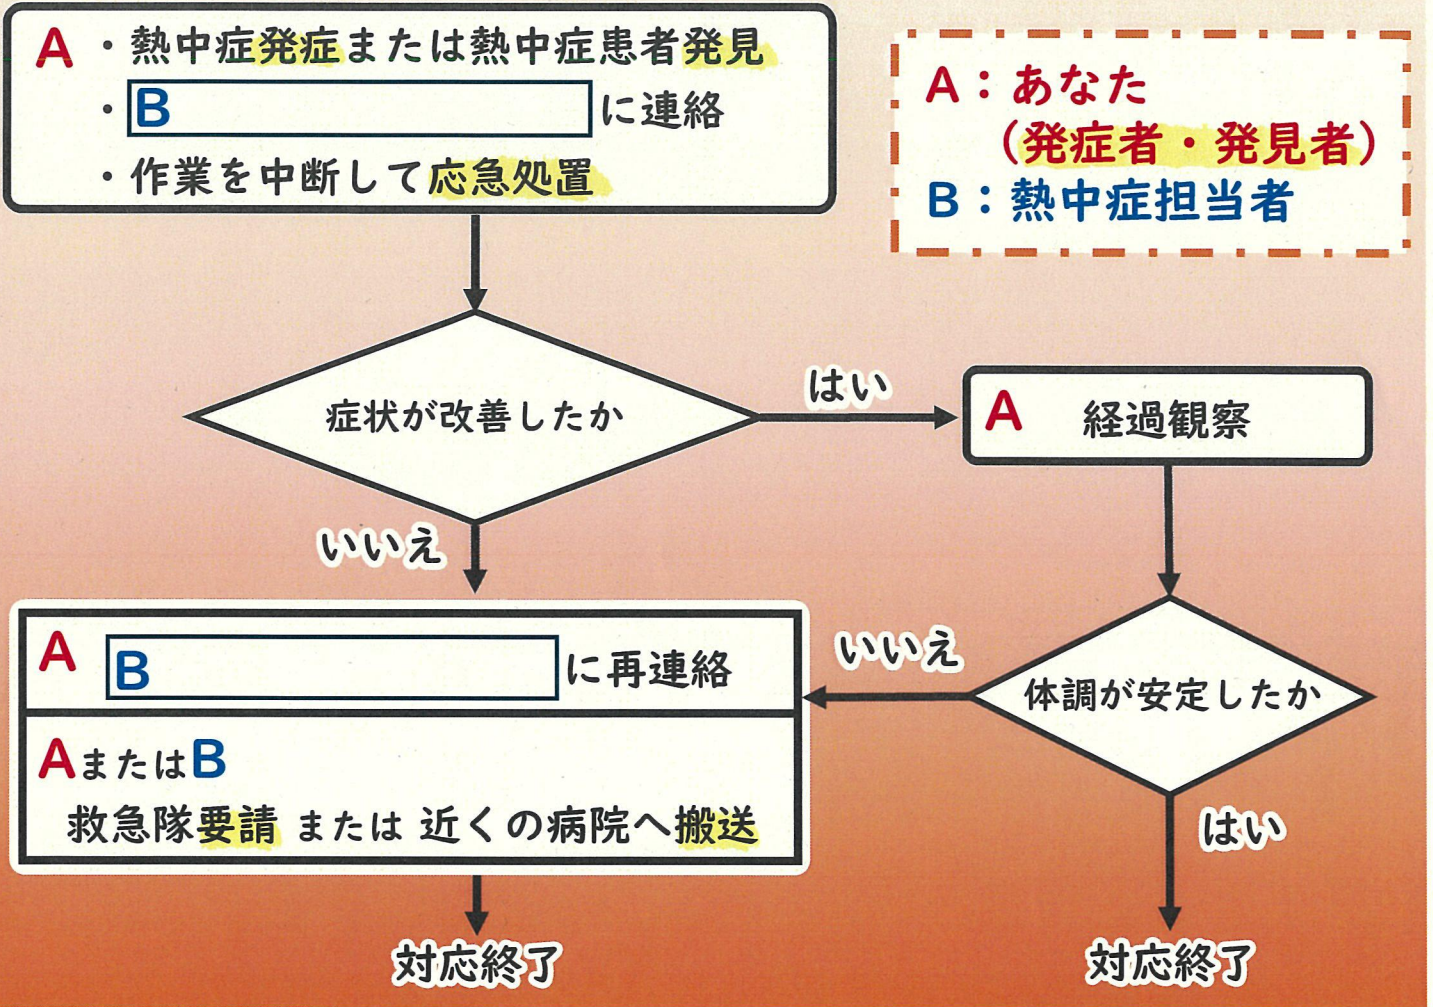 A ・熱中症発症または熱中症患者発見
・B に連絡
・作業を中断して応急処置
A：あなた
（発症者・発見者）
B：熱中症担当者
症状が改善したか
はい
A 経過観察
いいえ
A B に再連絡
いいえ
体調が安定したか
AまたはB
救急隊要請 または 近くの病院へ搬送
はい
対応終了
対応終了